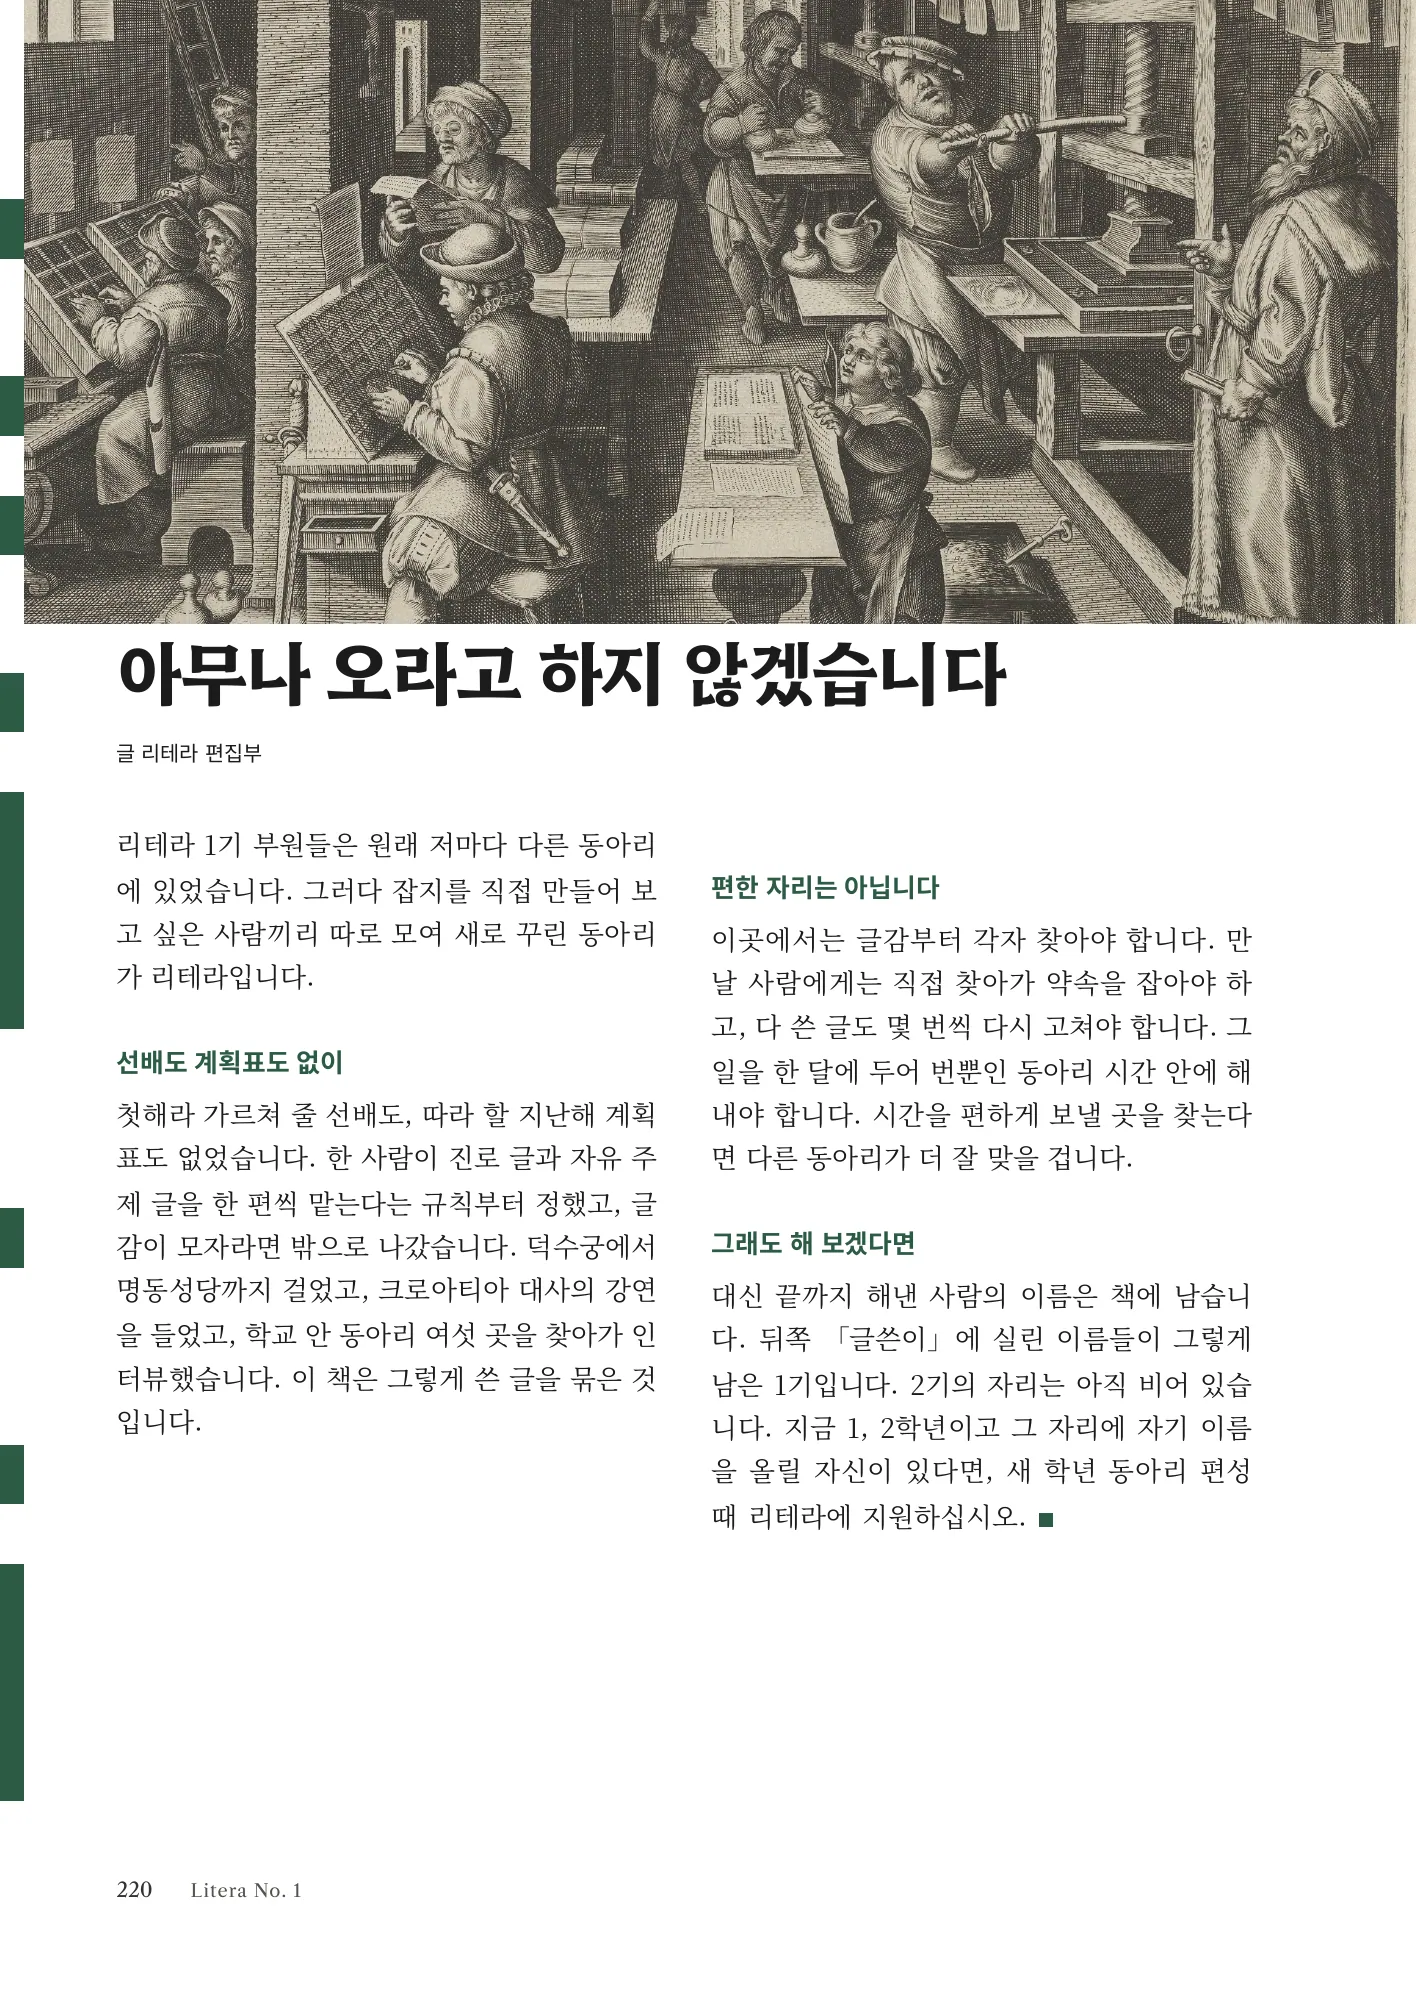 아무나 오라고 하지 않겠습니다
글 리테라 편집부
리테라 1기 부원들은 원래 저마다 다른 동아리
에 있었습니다. 그러다 잡지를 직접 만들어 보
고 싶은 사람끼리 따로 모여 새로 꾸린 동아리
가 리테라입니다.
선배도 계획표도 없이
첫해라 가르쳐 줄 선배도, 따라 할 지난해 계획
표도 없었습니다. 한 사람이 진로 글과 자유 주
제 글을 한 편씩 맡는다는 규칙부터 정했고, 글
감이 모자라면 밖으로 나갔습니다. 덕수궁에서
명동성당까지 걸었고, 크로아티아 대사의 강연
을 들었고, 학교 안 동아리 여섯 곳을 찾아가 인
터뷰했습니다. 이 책은 그렇게 쓴 글을 묶은 것
입니다.
편한 자리는 아닙니다
이곳에서는 글감부터 각자 찾아야 합니다. 만
날 사람에게는 직접 찾아가 약속을 잡아야 하
고, 다 쓴 글도 몇 번씩 다시 고쳐야 합니다. 그
일을 한 달에 두어 번뿐인 동아리 시간 안에 해
내야 합니다. 시간을 편하게 보낼 곳을 찾는다
면 다른 동아리가 더 잘 맞을 겁니다.
그래도 해 보겠다면
대신 끝까지 해낸 사람의 이름은 책에 남습니
다. 뒤쪽 「글쓴이」에 실린 이름들이 그렇게
남은 1기입니다. 2기의 자리는 아직 비어 있습
니다. 지금 1, 2학년이고 그 자리에 자기 이름
을 올릴 자신이 있다면, 새 학년 동아리 편성
때 리테라에 지원하십시오. ■
220 Litera No. 1